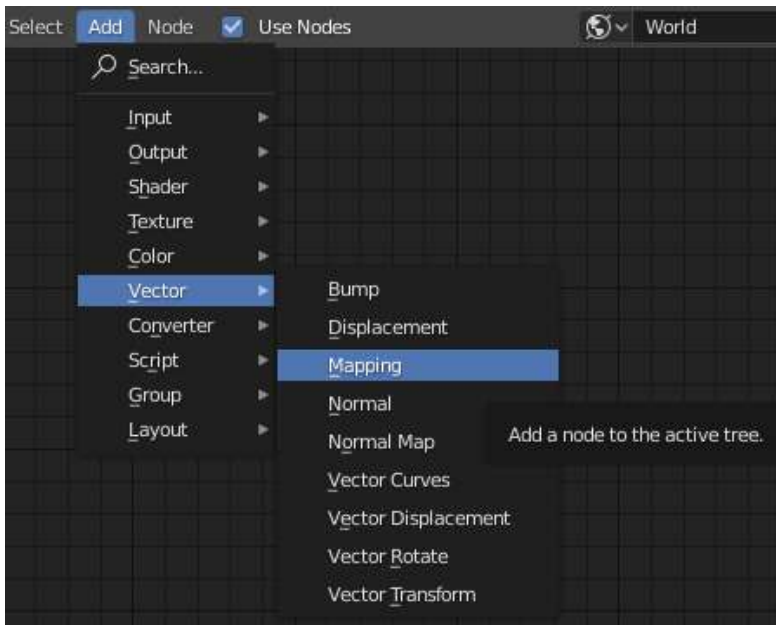 Select Add Node Use Nodes World
Search...
Input
Output
Shader
Texture
Color
Vector
Converter
Script
Group
Layout
Bump
Displacement
Mapping
Normal
Normal Map
Vector Curves
Vector Displacement
Vector Rotate
Vector Transform
Add a node to the active tree.